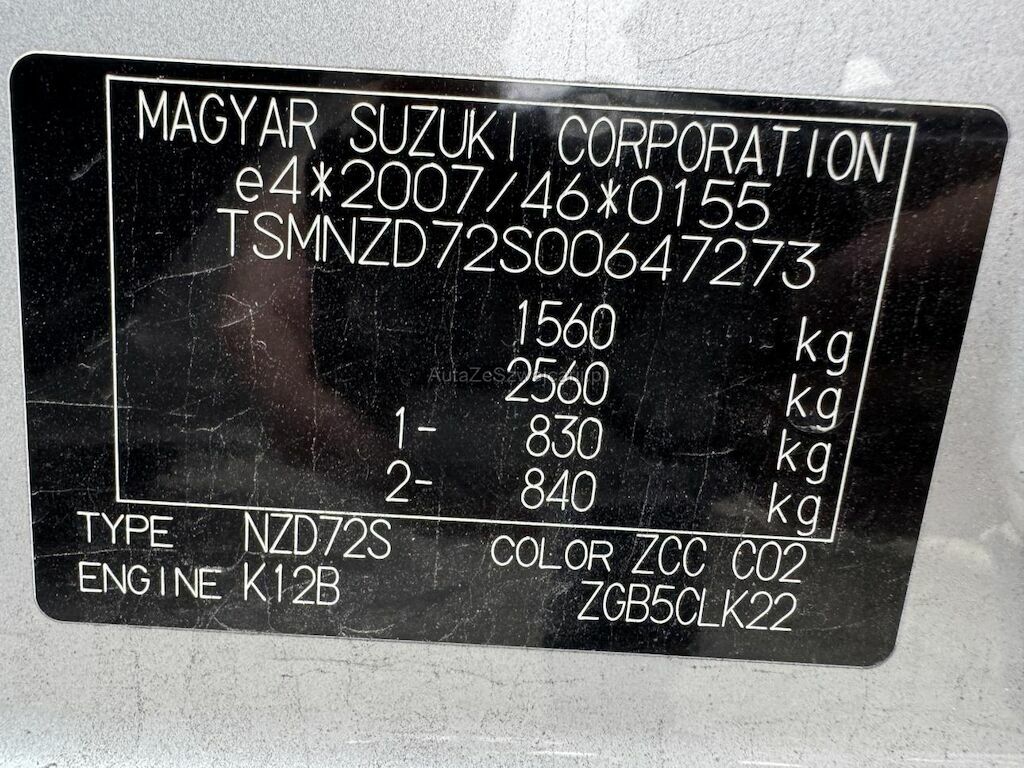 MAGYAR SUZUKI CORPORATION
e4*2007/46*0155
TSMNZD72S00647273
1560 kg
2560 kg
1- 830 kg
2- 840 kg
TYPE NZD72S COLOR ZCC C02
ENGINE K12B ZGB5CLK22